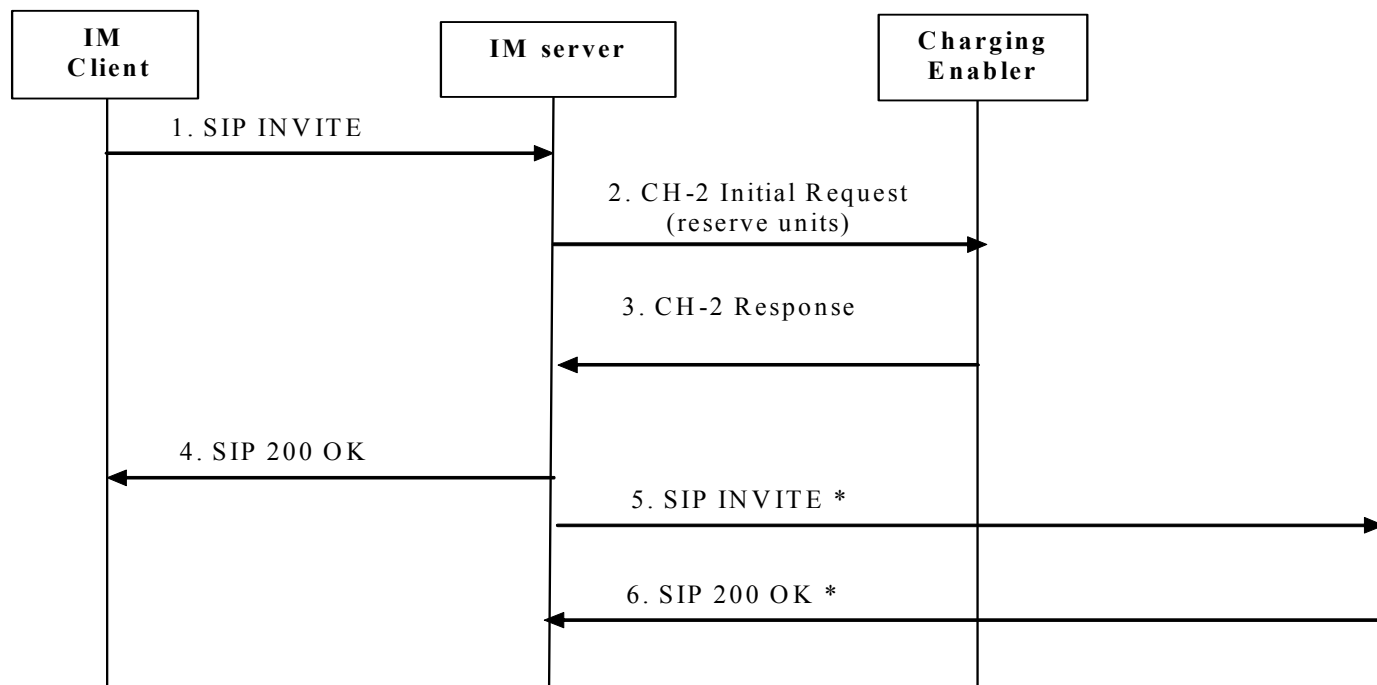 IM
Client
IM server
Charging
Enabler
1. SIP INVITE
2. CH-2 Initial Request
(reserve units)
3. CH-2 Response
4. SIP 200 OK
5. SIP INVITE *
6. SIP 200 OK *